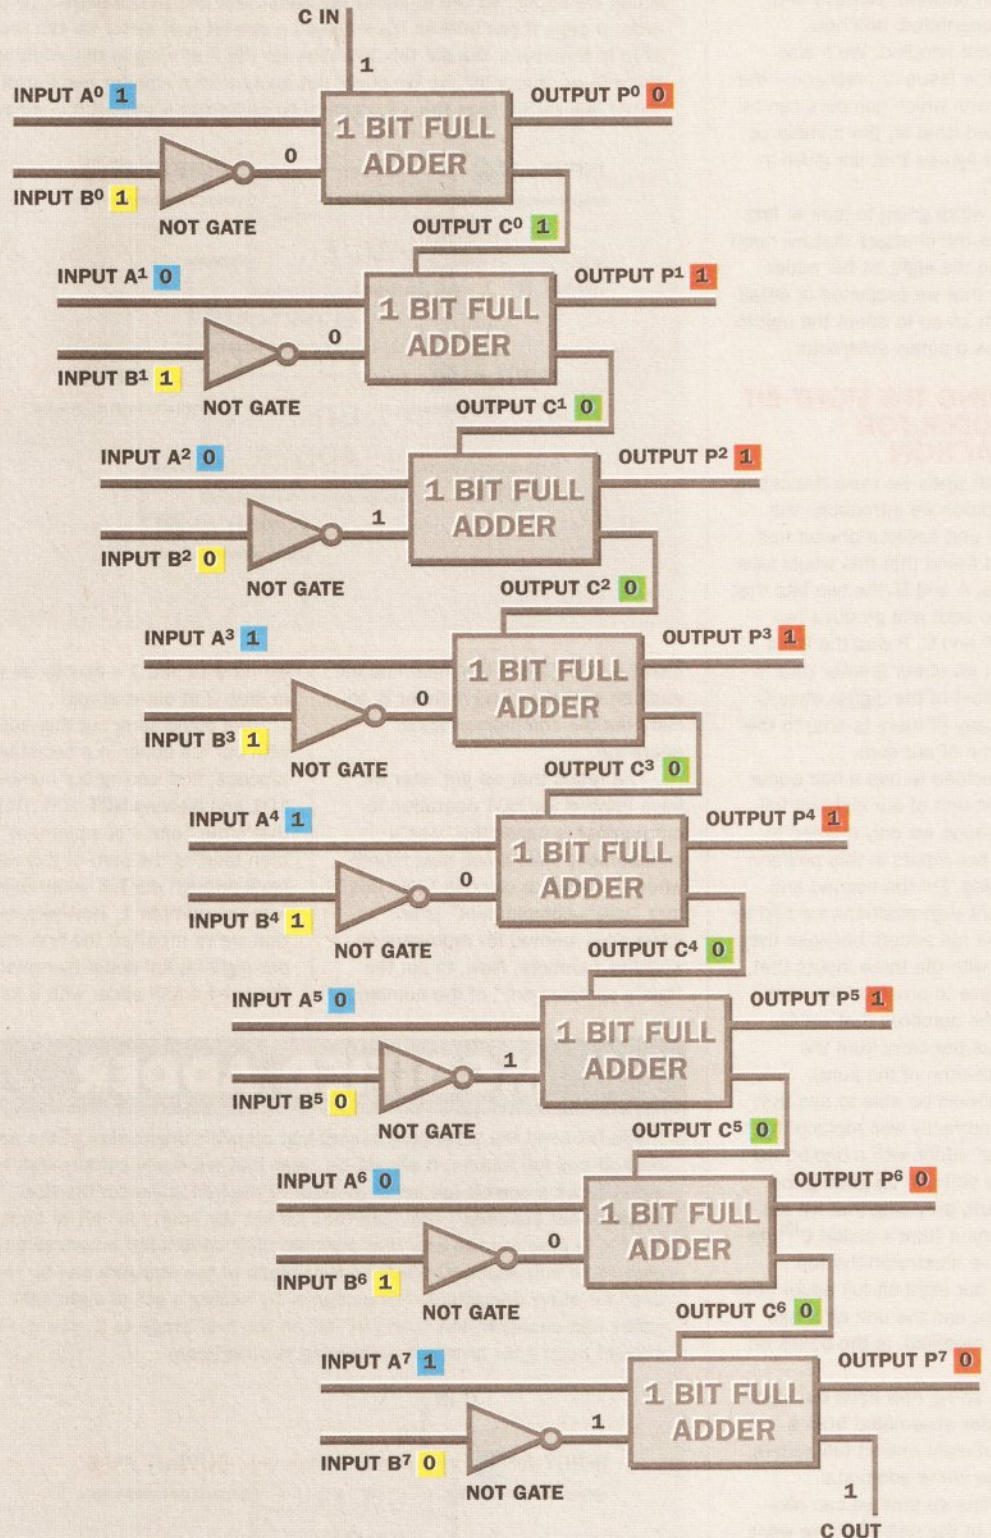 C IN
1
INPUT A⁰ 1
OUTPUT P⁰ 0
1 BIT FULL
ADDER
0
INPUT B⁰ 1
NOT GATE
OUTPUT C⁰ 1
INPUT A¹ 0
OUTPUT P¹ 1
1 BIT FULL
ADDER
0
INPUT B¹ 1
NOT GATE
OUTPUT C¹ 0
INPUT A² 0
OUTPUT P² 1
1 BIT FULL
ADDER
1
INPUT B² 0
NOT GATE
OUTPUT C² 0
INPUT A³ 1
OUTPUT P³ 1
1 BIT FULL
ADDER
0
INPUT B³ 1
NOT GATE
OUTPUT C³ 0
INPUT A⁴ 1
OUTPUT P⁴ 1
1 BIT FULL
ADDER
0
INPUT B⁴ 1
NOT GATE
OUTPUT C⁴ 0
INPUT A⁵ 0
OUTPUT P⁵ 1
1 BIT FULL
ADDER
1
INPUT B⁵ 0
NOT GATE
OUTPUT C⁵ 0
INPUT A⁶ 0
OUTPUT P⁶ 0
1 BIT FULL
ADDER
0
INPUT B⁶ 1
NOT GATE
OUTPUT C⁶ 0
INPUT A⁷ 1
OUTPUT P⁷ 0
1 BIT FULL
ADDER
1
INPUT B⁷ 0
NOT GATE
1
C OUT